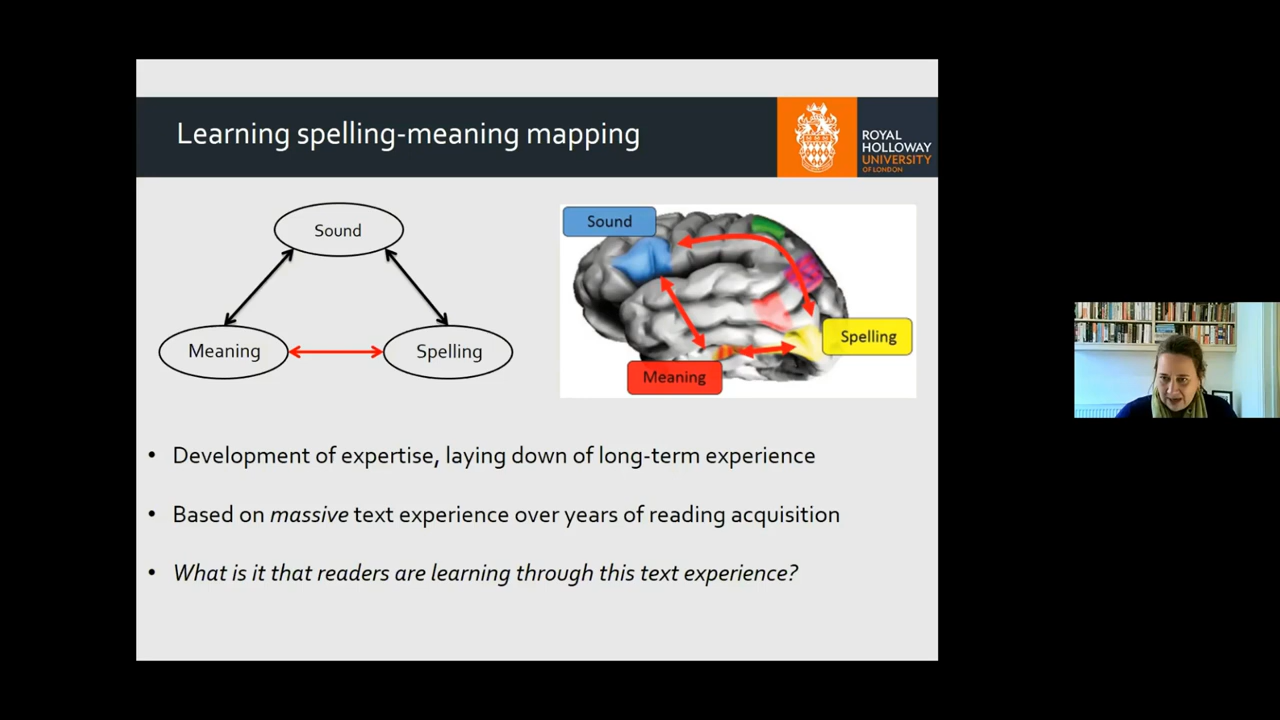 Learning spelling-meaning mapping
ROYAL
HOLLOWAY
UNIVERSITY
OF LONDON
Sound
Meaning
Spelling
Sound
Spelling
Meaning
• Development of expertise, laying down of long-term experience
• Based on massive text experience over years of reading acquisition
• What is it that readers are learning through this text experience?